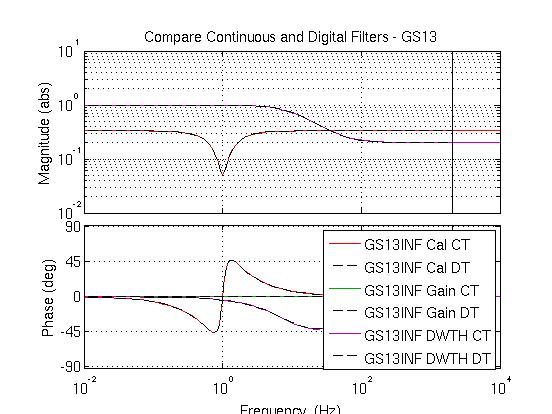 Compare Continuous and Digital Filters - GS13
Magnitude (abs)
10^1
10^0
10^-1
10^-2
Phase (deg)
90
45
0
-45
-90
GS13INF Cal CT
GS13INF Cal DT
GS13INF Gain CT
GS13INF Gain DT
GS13INF DWTH CT
GS13INF DWTH DT
10^-2
10^0
10^2
10^4
Frequency (Hz)